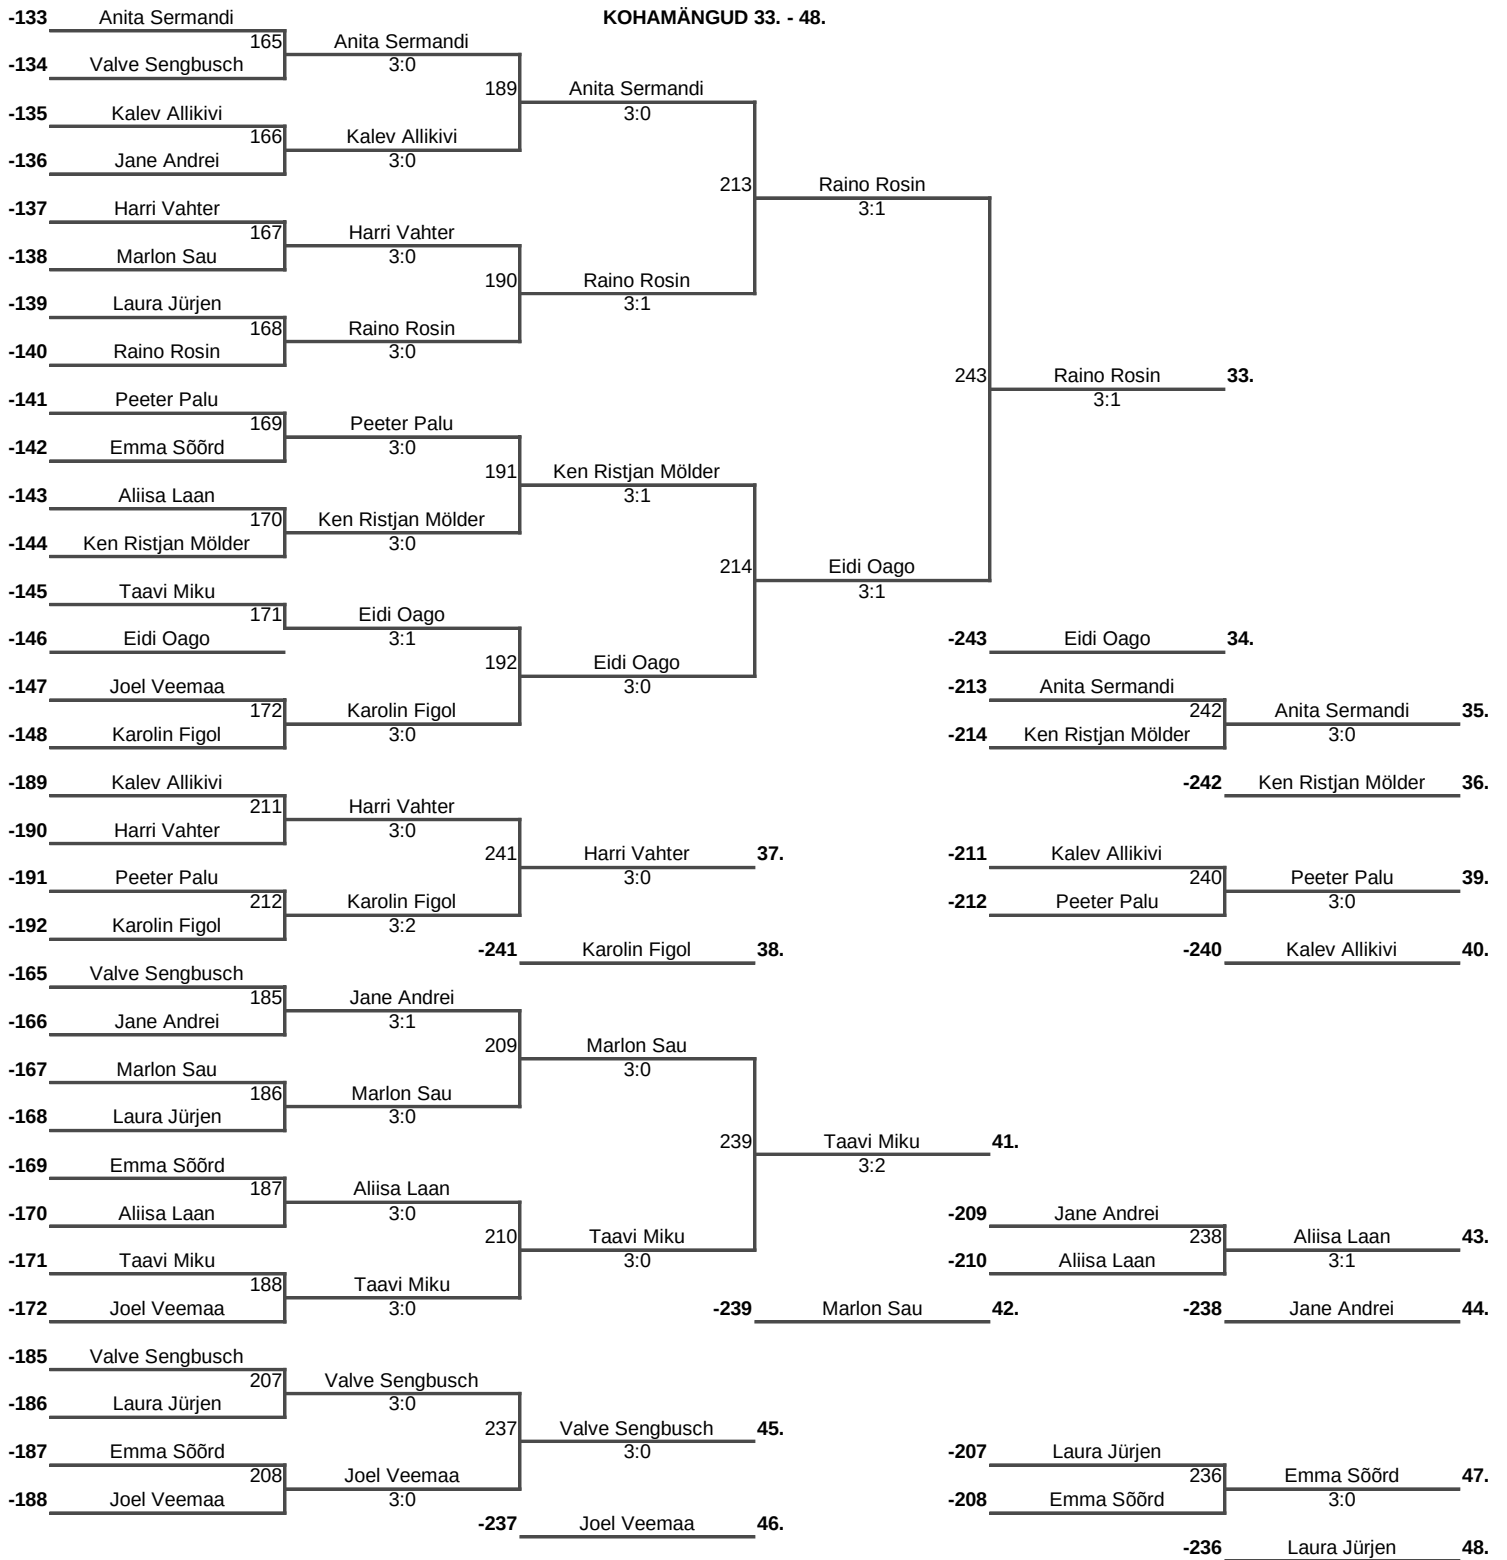 KOHAMÄNGUD 33. - 48.
-133 Anita Sermandi
165 Anita Sermandi
-134 Valve Sengbusch 3:0
189 Anita Sermandi
-135 Kalev Allikivi 3:0
166 Kalev Allikivi
-136 Jane Andrei 3:0
213 Raino Rosin
-137 Harri Vahter 3:1
167 Harri Vahter
-138 Marlon Sau 3:0
190 Raino Rosin
-139 Laura Jürjen 3:1
168 Raino Rosin
-140 Raino Rosin 3:0
243 Raino Rosin 33.
-141 Peeter Palu 3:1
169 Peeter Palu
-142 Emma Sõõrd 3:0
191 Ken Ristjan Mölder
-143 Aliisa Laan 3:1
170 Ken Ristjan Mölder
-144 Ken Ristjan Mölder 3:0
214 Eidi Oago
-145 Taavi Miku 3:1
171 Eidi Oago
-146 Eidi Oago 3:1 -243 Eidi Oago 34.
192 Eidi Oago
-147 Joel Veemaa 3:0 -213 Anita Sermandi
172 Karolin Figol 242 Anita Sermandi 35.
-148 Karolin Figol 3:0 -214 Ken Ristjan Mölder 3:0
-189 Kalev Allikivi -242 Ken Ristjan Mölder 36.
211 Harri Vahter
-190 Harri Vahter 3:0
241 Harri Vahter 37. -211 Kalev Allikivi
-191 Peeter Palu 3:0 240 Peeter Palu 39.
212 Karolin Figol -212 Peeter Palu 3:0
-192 Karolin Figol 3:2
-241 Karolin Figol 38. -240 Kalev Allikivi 40.
-165 Valve Sengbusch
185 Jane Andrei
-166 Jane Andrei 3:1
209 Marlon Sau
-167 Marlon Sau 3:0
186 Marlon Sau
-168 Laura Jürjen 3:0
239 Taavi Miku 41.
-169 Emma Sõõrd 3:2
187 Aliisa Laan
-170 Aliisa Laan 3:0 -209 Jane Andrei
210 Taavi Miku 238 Aliisa Laan 43.
-171 Taavi Miku 3:0 -210 Aliisa Laan 3:1
188 Taavi Miku
-172 Joel Veemaa 3:0 -239 Marlon Sau 42. -238 Jane Andrei 44.
-185 Valve Sengbusch
207 Valve Sengbusch
-186 Laura Jürjen 3:0
237 Valve Sengbusch 45.
-187 Emma Sõõrd 3:0 -207 Laura Jürjen
208 Joel Veemaa 236 Emma Sõõrd 47.
-188 Joel Veemaa 3:0 -208 Emma Sõõrd 3:0
-237 Joel Veemaa 46.
-236 Laura Jürjen 48.